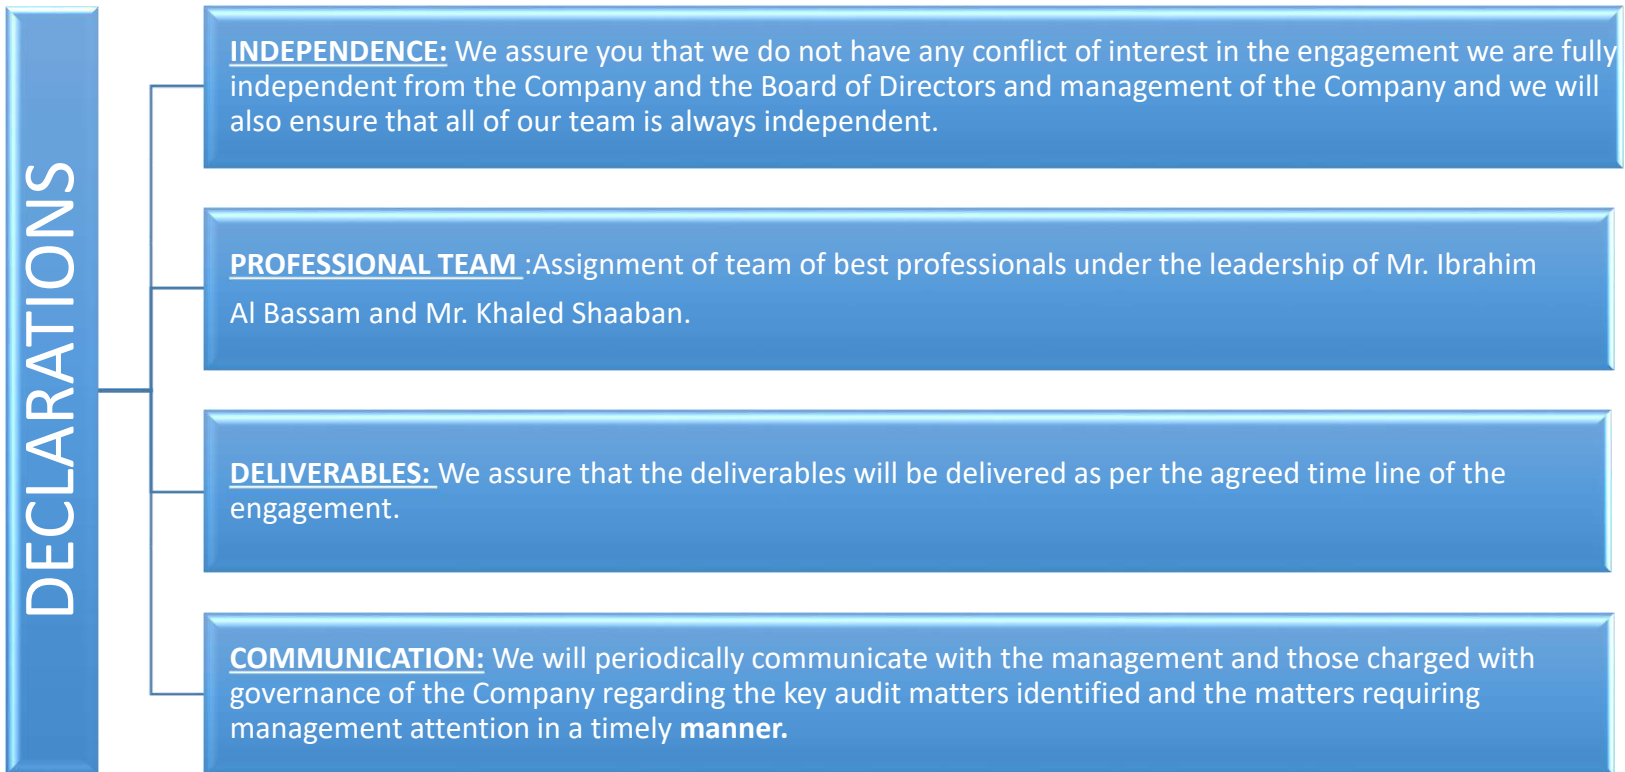 DECLARATIONS
INDEPENDENCE: We assure you that we do not have any conflict of interest in the engagement we are fully
independent from the Company and the Board of Directors and management of the Company and we will
also ensure that all of our team is always independent.
PROFESSIONAL TEAM :Assignment of team of best professionals under the leadership of Mr. Ibrahim
Al Bassam and Mr. Khaled Shaaban.
DELIVERABLES: We assure that the deliverables will be delivered as per the agreed time line of the
engagement.
COMMUNICATION: We will periodically communicate with the management and those charged with
governance of the Company regarding the key audit matters identified and the matters requiring
management attention in a timely manner.